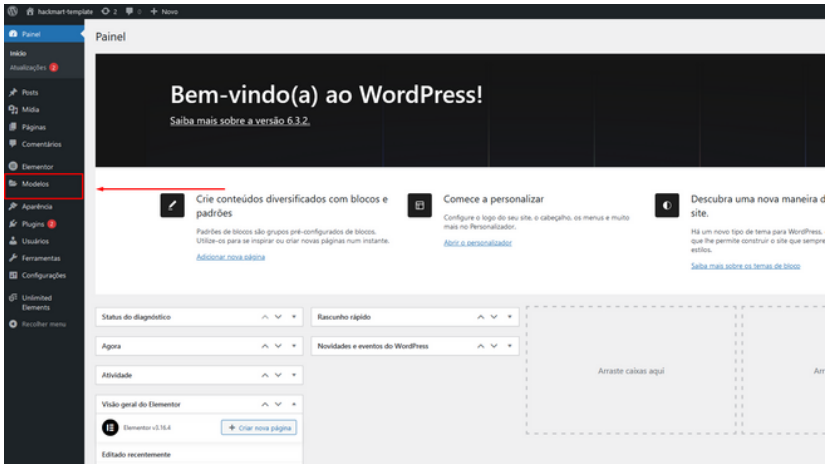 hackmart-template 2 0 + Novo
Painel
Início
Atualizações 2
Posts
Mídia
Páginas
Comentários
Elementor
Modelos
Aparência
Plugins 2
Usuários
Ferramentas
Configurações
Unlimited
Elements
Recolher menu
Painel
Bem-vindo(a) ao WordPress!
Saiba mais sobre a versão 6.3.2.
Crie conteúdos diversificados com blocos e
padrões
Padrões de blocos são grupos pré-configurados de blocos.
Utilize-os para se inspirar ou criar novas páginas num instante.
Adicionar nova página
Comece a personalizar
Configure o logo do seu site, o cabeçalho, os menus e muito
mais no Personalizador.
Abrir o personalizador
Descubra uma nova maneira d
site.
Há um novo tipo de tema para WordPress,
que lhe permite construir o site que sempre
estilos.
Saiba mais sobre os temas de bloco
Status do diagnóstico
Agora
Atividade
Visão geral do Elementor
Elementor v3.16.4
+ Criar nova página
Editado recentemente
Rascunho rápido
Novidades e eventos do WordPress
Arraste caixas aqui
Arr